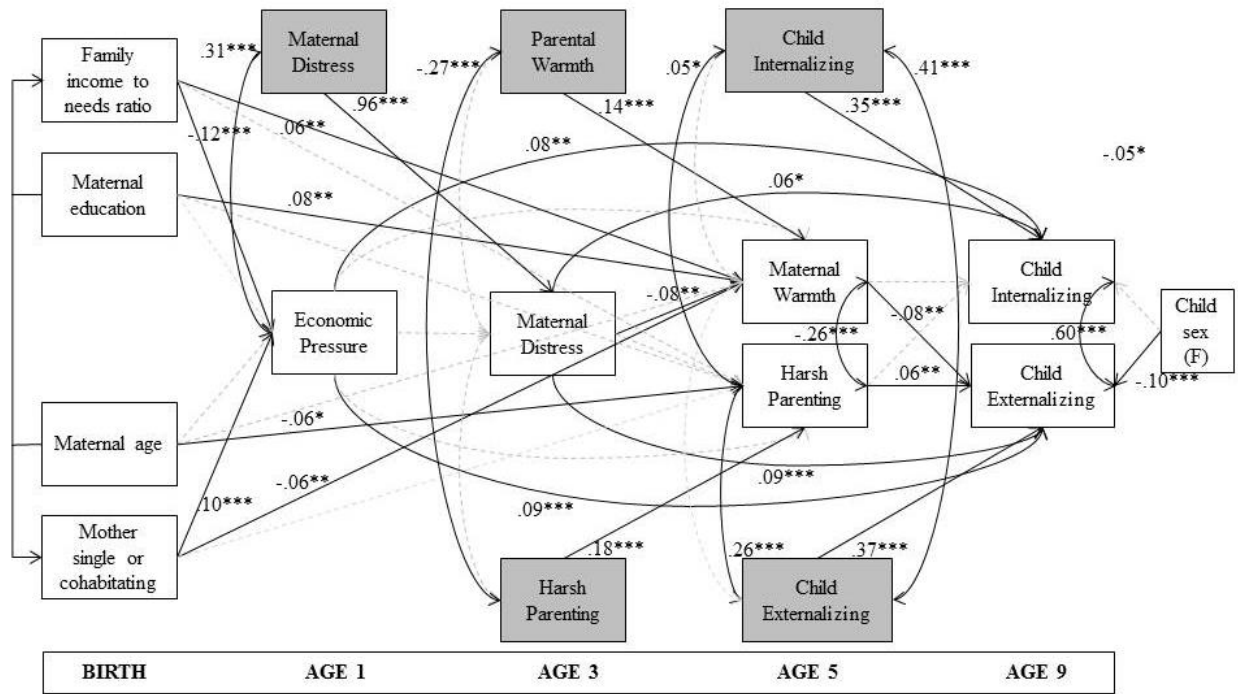 Family
income to
needs ratio
Maternal
education
Maternal age
Mother
single or
cohabitating
Maternal
Distress
Economic
Pressure
Parental
Warmth
Maternal
Distress
Harsh
Parenting
Child
Internalizing
Maternal
Warmth
Harsh
Parenting
Child
Externalizing
Child
Internalizing
Child
Externalizing
Child
sex
(F)
.31***
-.27***
.05*
.41***
.96***
.14***
.35***
-.12***
.06**
.08**
-.05*
.06*
.08**
-.08**
-.08**
-.26***
.60***
.06**
-.10***
-.06*
.10***
-.06**
.09***
.09***
.18***
.26***
.37***
BIRTH AGE 1 AGE 3 AGE 5 AGE 9